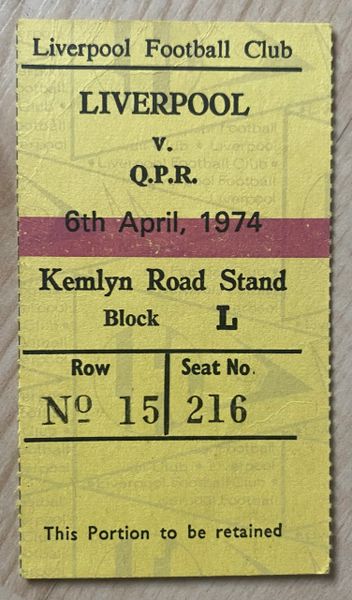 Liverpool Football Club
LIVERPOOL
v.
Q.P.R.
6th April, 1974
Kemlyn Road Stand
Block L
Row Seat No.
Nº 15 216
This Portion to be retained